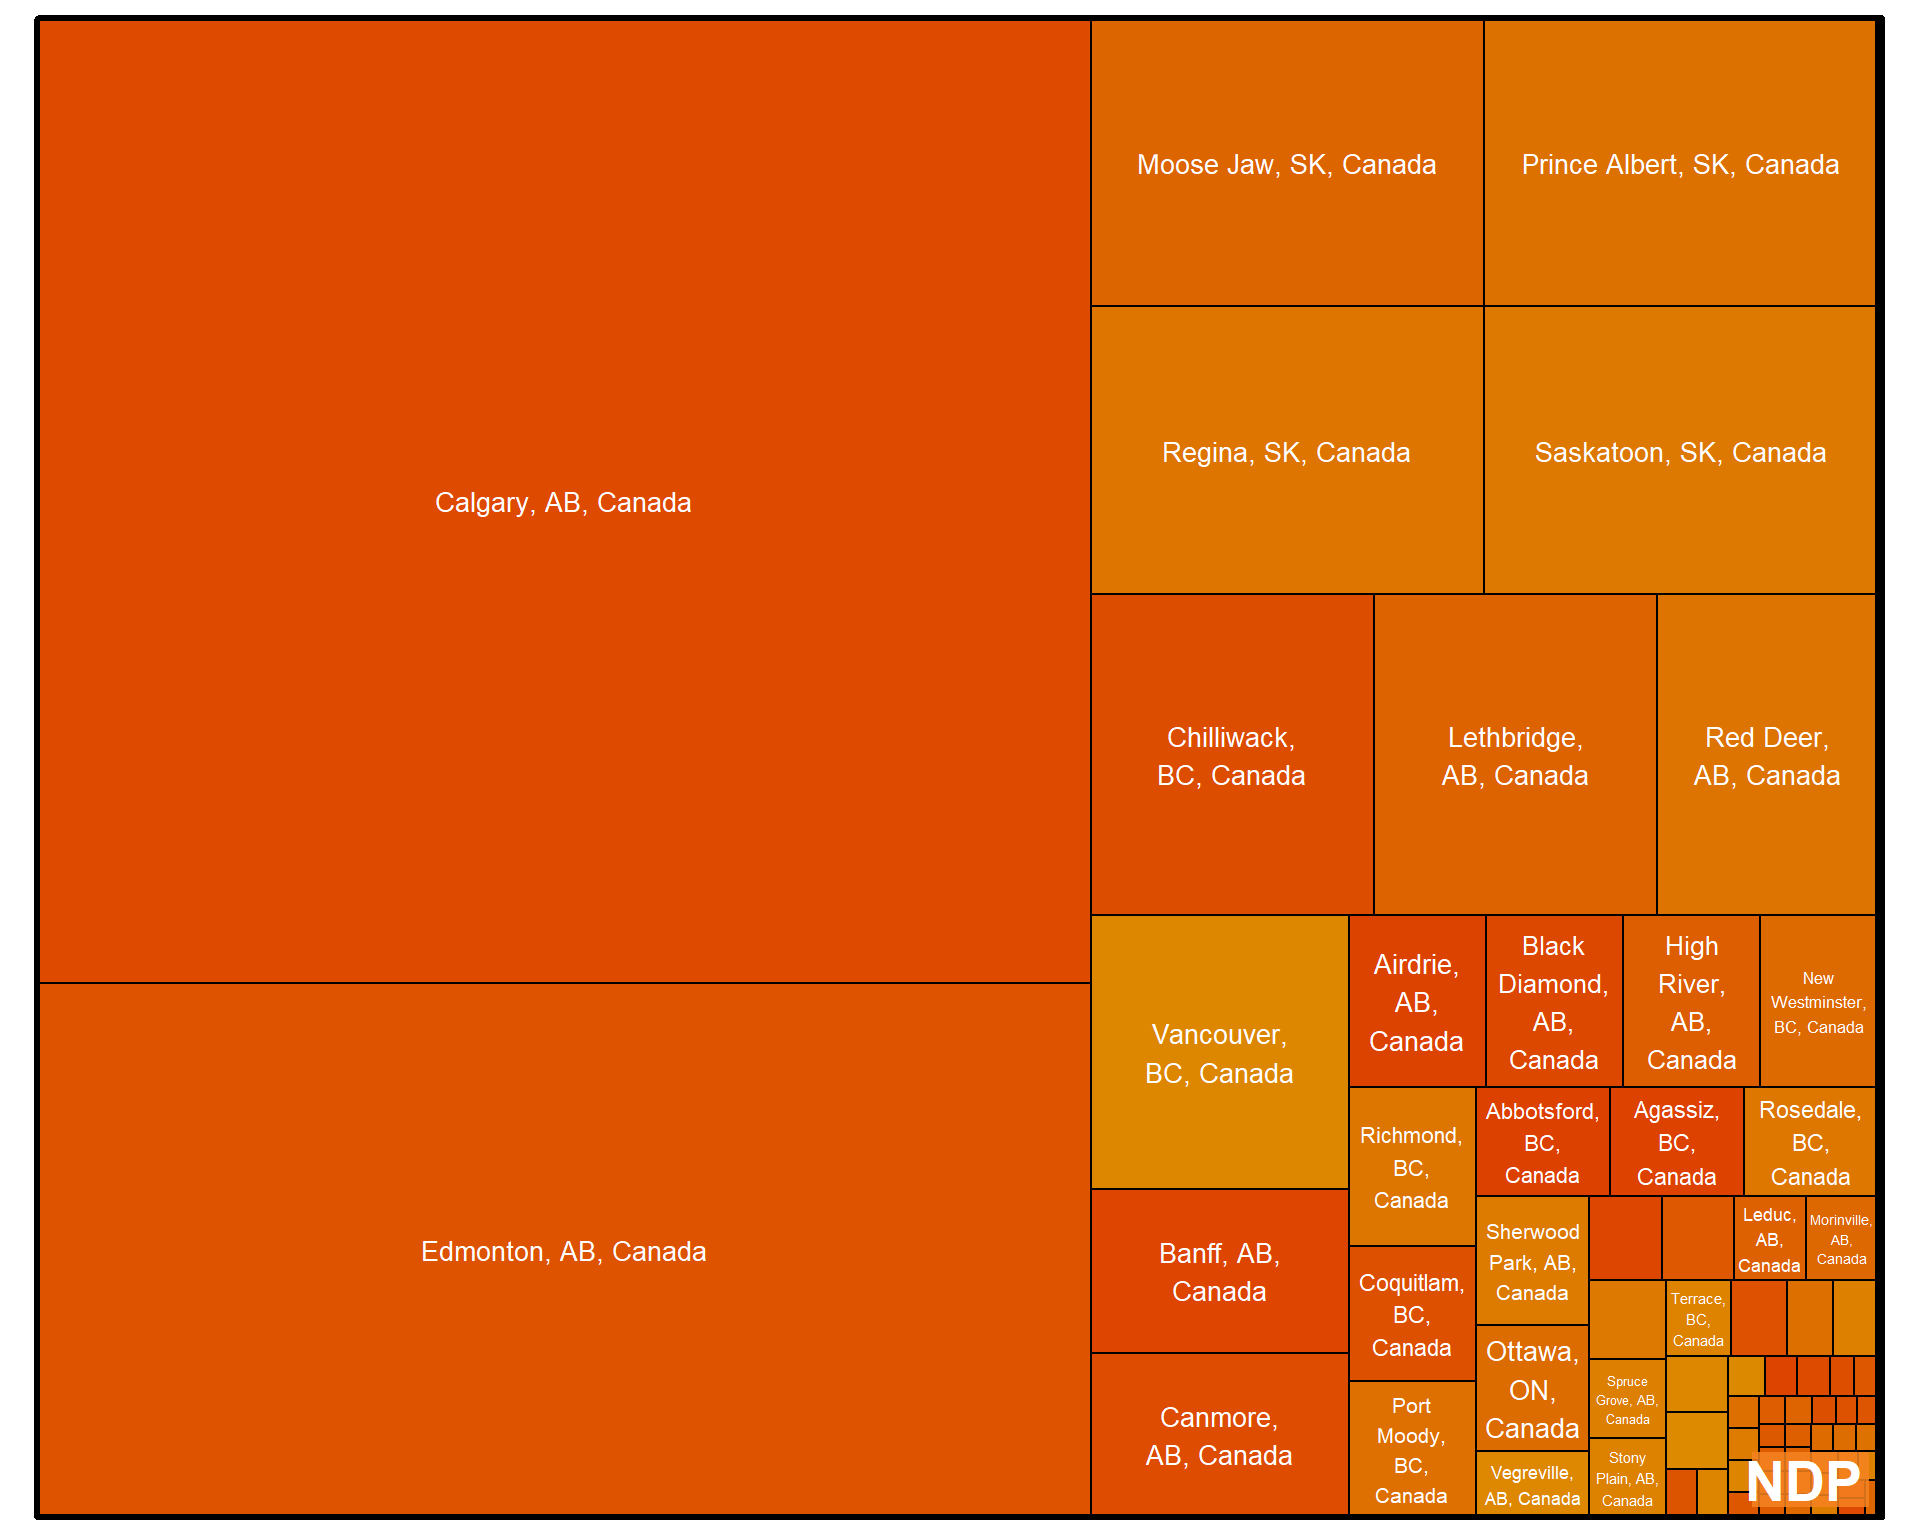 Calgary, AB, Canada
Edmonton, AB, Canada
Moose Jaw, SK, Canada
Prince Albert, SK, Canada
Regina, SK, Canada
Saskatoon, SK, Canada
Chilliwack,
BC, Canada
Lethbridge,
AB, Canada
Red Deer,
AB, Canada
Vancouver,
BC, Canada
Banff, AB,
Canada
Canmore,
AB, Canada
Airdrie,
AB,
Canada
Black
Diamond,
AB,
Canada
High
River,
AB,
Canada
New
Westminster,
BC, Canada
Richmond,
BC,
Canada
Coquitlam,
BC,
Canada
Port
Moody,
BC,
Canada
Abbotsford,
BC,
Canada
Agassiz,
BC,
Canada
Rosedale,
BC,
Canada
Sherwood
Park, AB,
Canada
Ottawa,
ON,
Canada
Vegreville,
AB, Canada
Leduc,
AB,
Canada
Morinville,
AB,
Canada
Terrace,
BC,
Canada
Spruce
Grove, AB,
Canada
Stony
Plain, AB,
Canada
NDP